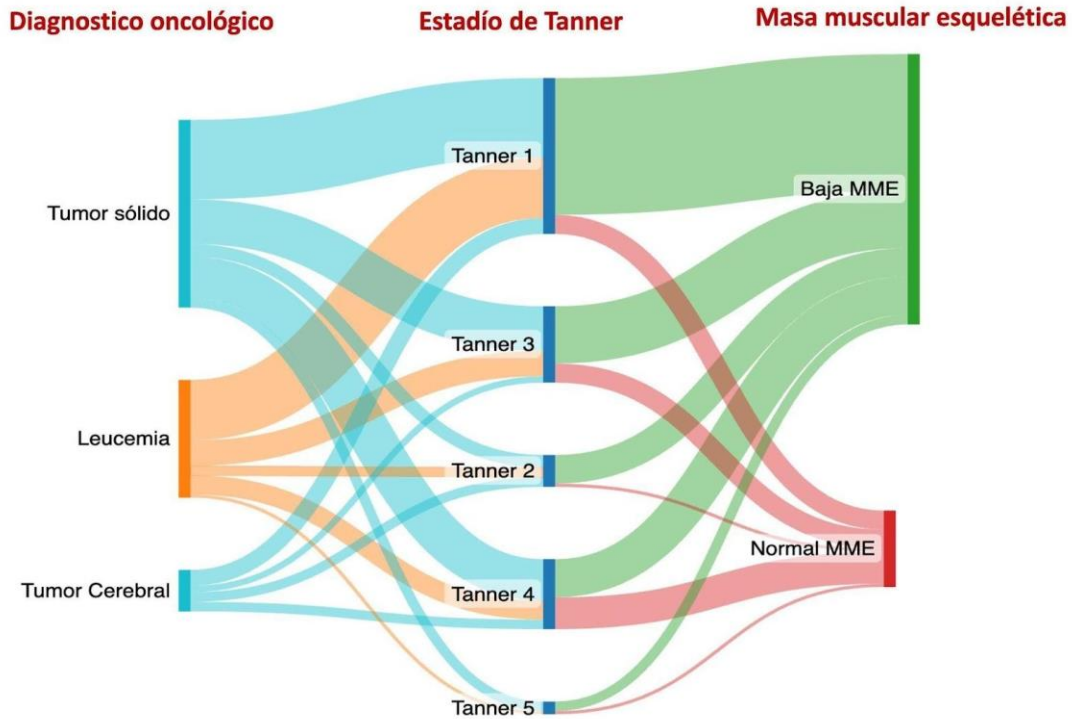 Diagnostico oncológico
Estadío de Tanner
Masa muscular esquelética
Tumor sólido
Leucemia
Tumor Cerebral
Tanner 1
Tanner 3
Tanner 2
Tanner 4
Tanner 5
Baja MME
Normal MME